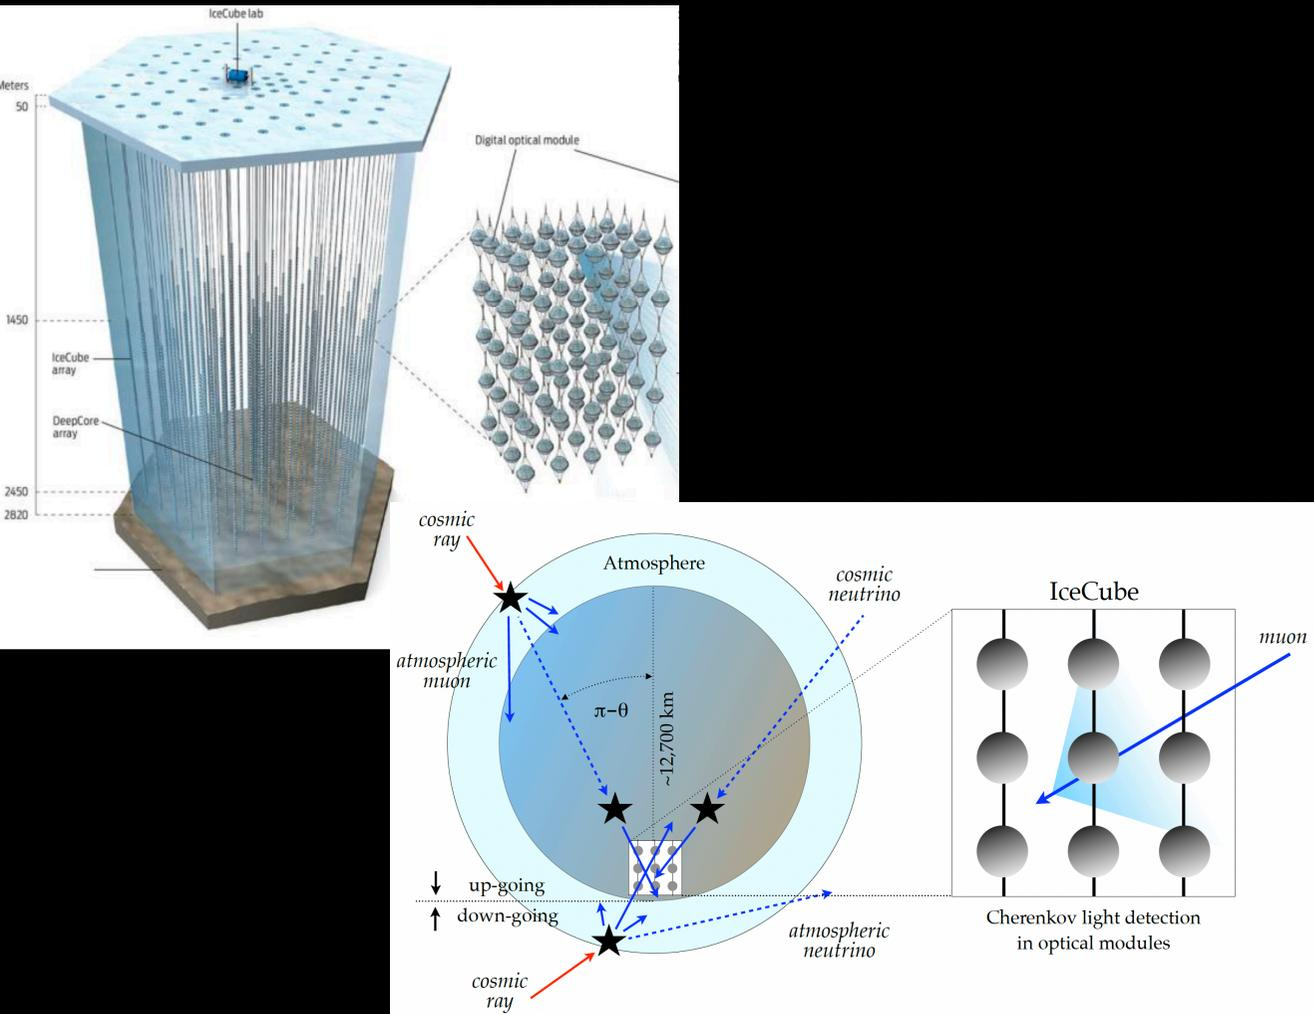 IceCube lab
Meters
50
Digital optical module
1450
IceCube
array
DeepCore
array
2450
2820
cosmic
ray
Atmosphere
cosmic
neutrino
atmospheric
muon
π−θ
~12,700 km
up-going
down-going
cosmic
ray
atmospheric
neutrino
IceCube
muon
Cherenkov light detection
in optical modules